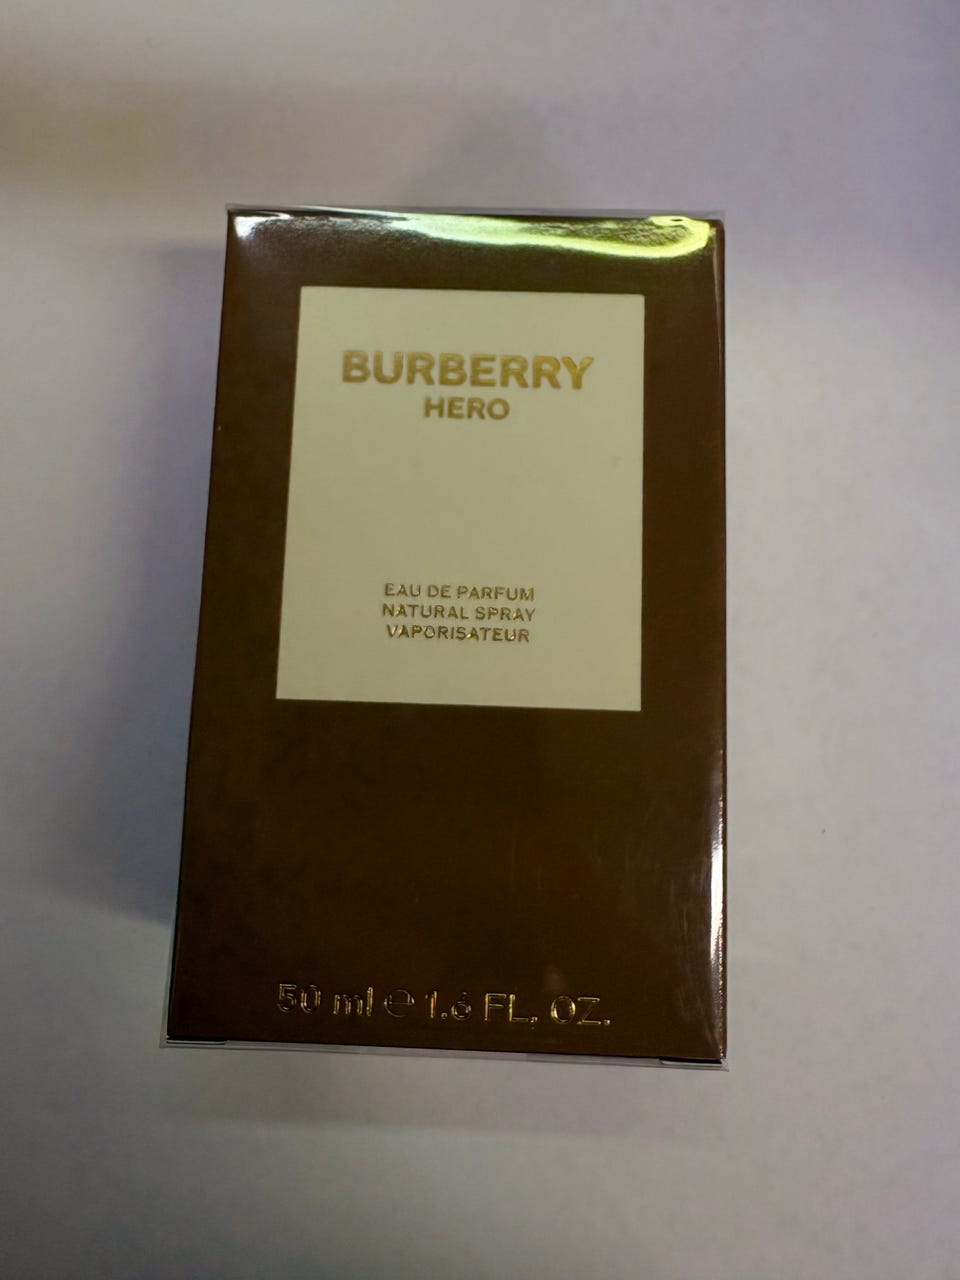 BURBERRY
HERO
EAU DE PARFUM
NATURAL SPRAY
VAPORISATEUR
50 ml ℮ 1.6 FL. OZ.